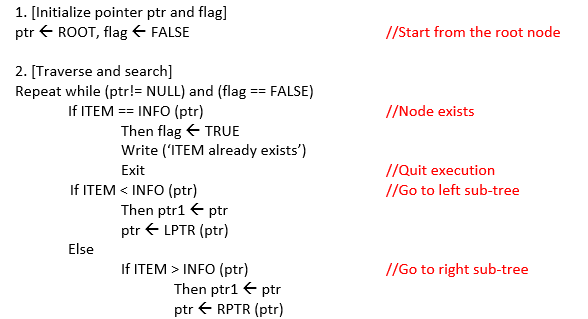 1. [Initialize pointer ptr and flag]
ptr ← ROOT, flag ← FALSE //Start from the root node
2. [Traverse and search]
Repeat while (ptr!= NULL) and (flag == FALSE)
If ITEM == INFO (ptr) //Node exists
Then flag ← TRUE
Write (‘ITEM already exists’)
Exit //Quit execution
If ITEM < INFO (ptr) //Go to left sub-tree
Then ptr1 ← ptr
ptr ← LPTR (ptr)
Else
If ITEM > INFO (ptr) //Go to right sub-tree
Then ptr1 ← ptr
ptr ← RPTR (ptr)